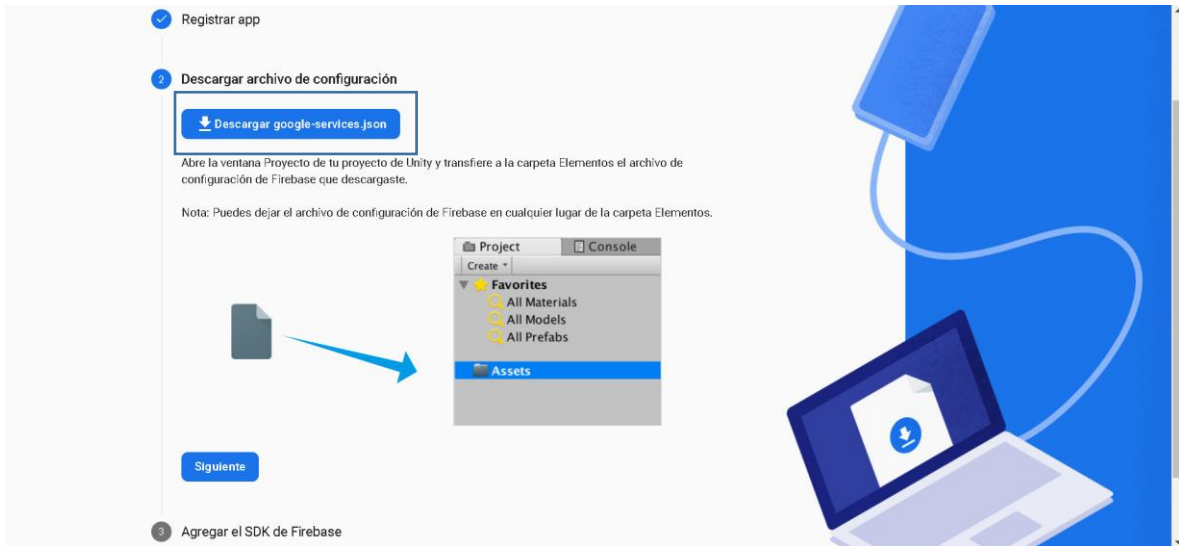 Registrar app
2 Descargar archivo de configuración
Descargar google-services.json
Abre la ventana Proyecto de tu proyecto de Unity y transfiere a la carpeta Elementos el archivo de
configuración de Firebase que descargaste.
Nota: Puedes dejar el archivo de configuración de Firebase en cualquier lugar de la carpeta Elementos.
Project Console
Create
Favorites
All Materials
All Models
All Prefabs
Assets
Siguiente
3 Agregar el SDK de Firebase